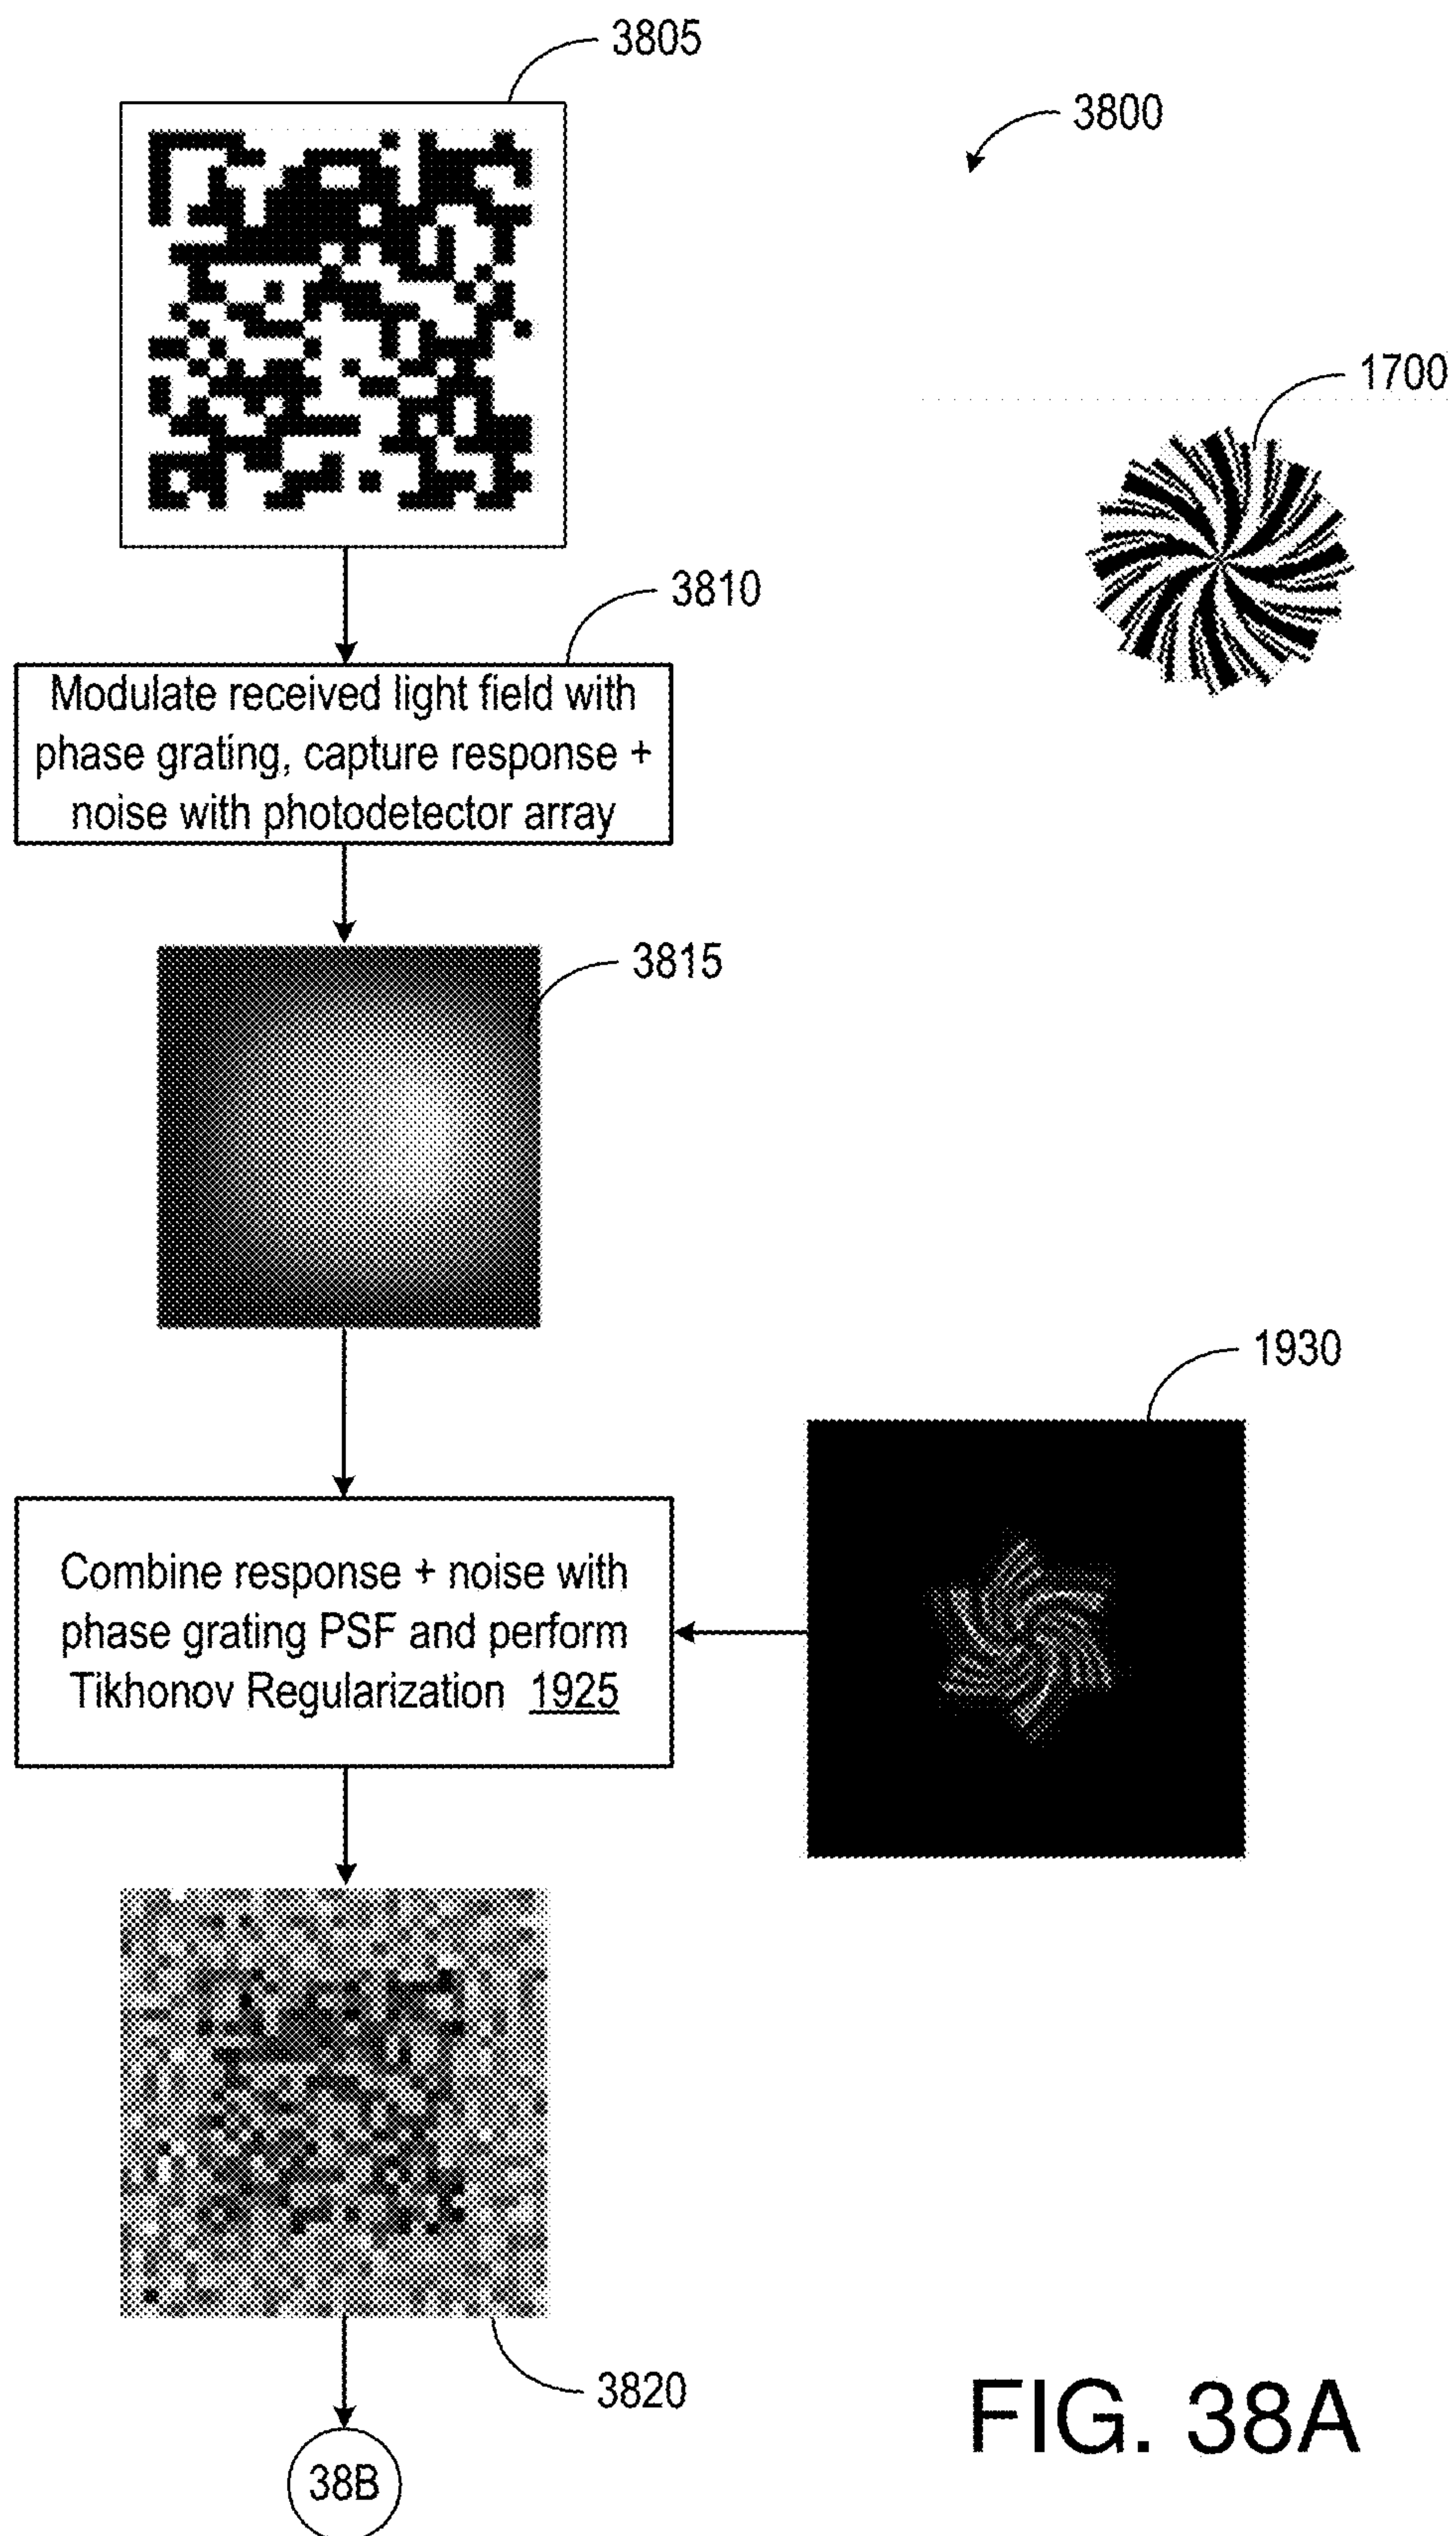 3805
3800
1700
3810
Modulate received light field with
phase grating, capture response +
noise with photodetector array
3815
1930
Combine response + noise with
phase grating PSF and perform
Tikhonov Regularization 1925
3820
38B
FIG. 38A